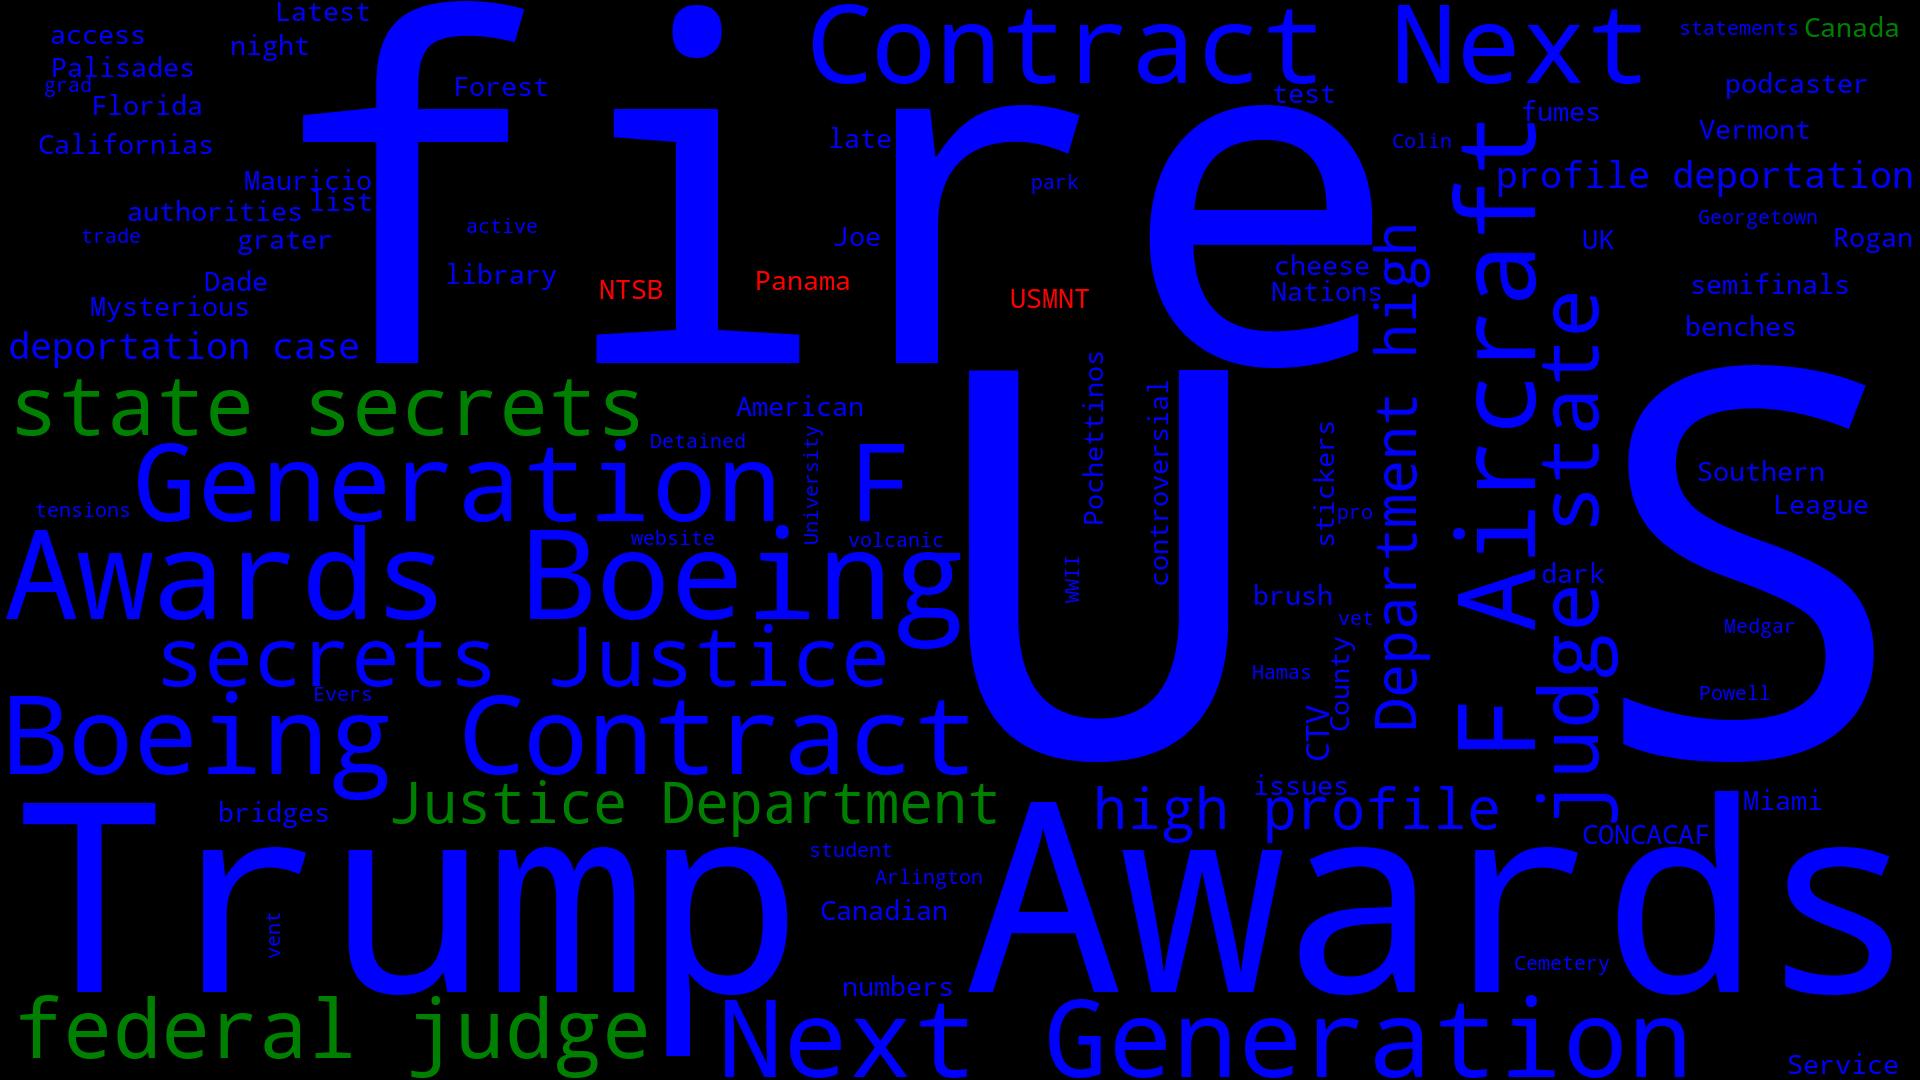 Latest
access
night
Palisades
grad
Florida
Californias
Forest
fire
Contract Next
statements
Canada
podcaster
test
fumes
Vermont
late
Colin
profile deportation
park
Mauricio
list
authorities
grater
trade
active
Joe
UK
Georgetown
Rogan
library
Dade
Mysterious
NTSB
Panama
USMNT
cheese
Nations
semifinals
benches
deportation case
state secrets
American
Detained
University
Generation F
tensions
website
volcanic
Awards Boeing
U S
Pochettinos
controversial
WWII
stickers
pro
Department high
F Aircraft
judge state
Southern
League
dark
brush
vet
Medgar
Hamas
County
CTV
Powell
secrets Justice
Evers
Boeing Contract
issues
bridges
Justice Department
high profile
Miami
CONCACAF
Trump
Awards
student
Arlington
Canadian
vent
Cemetery
numbers
federal judge
Next Generation
Service